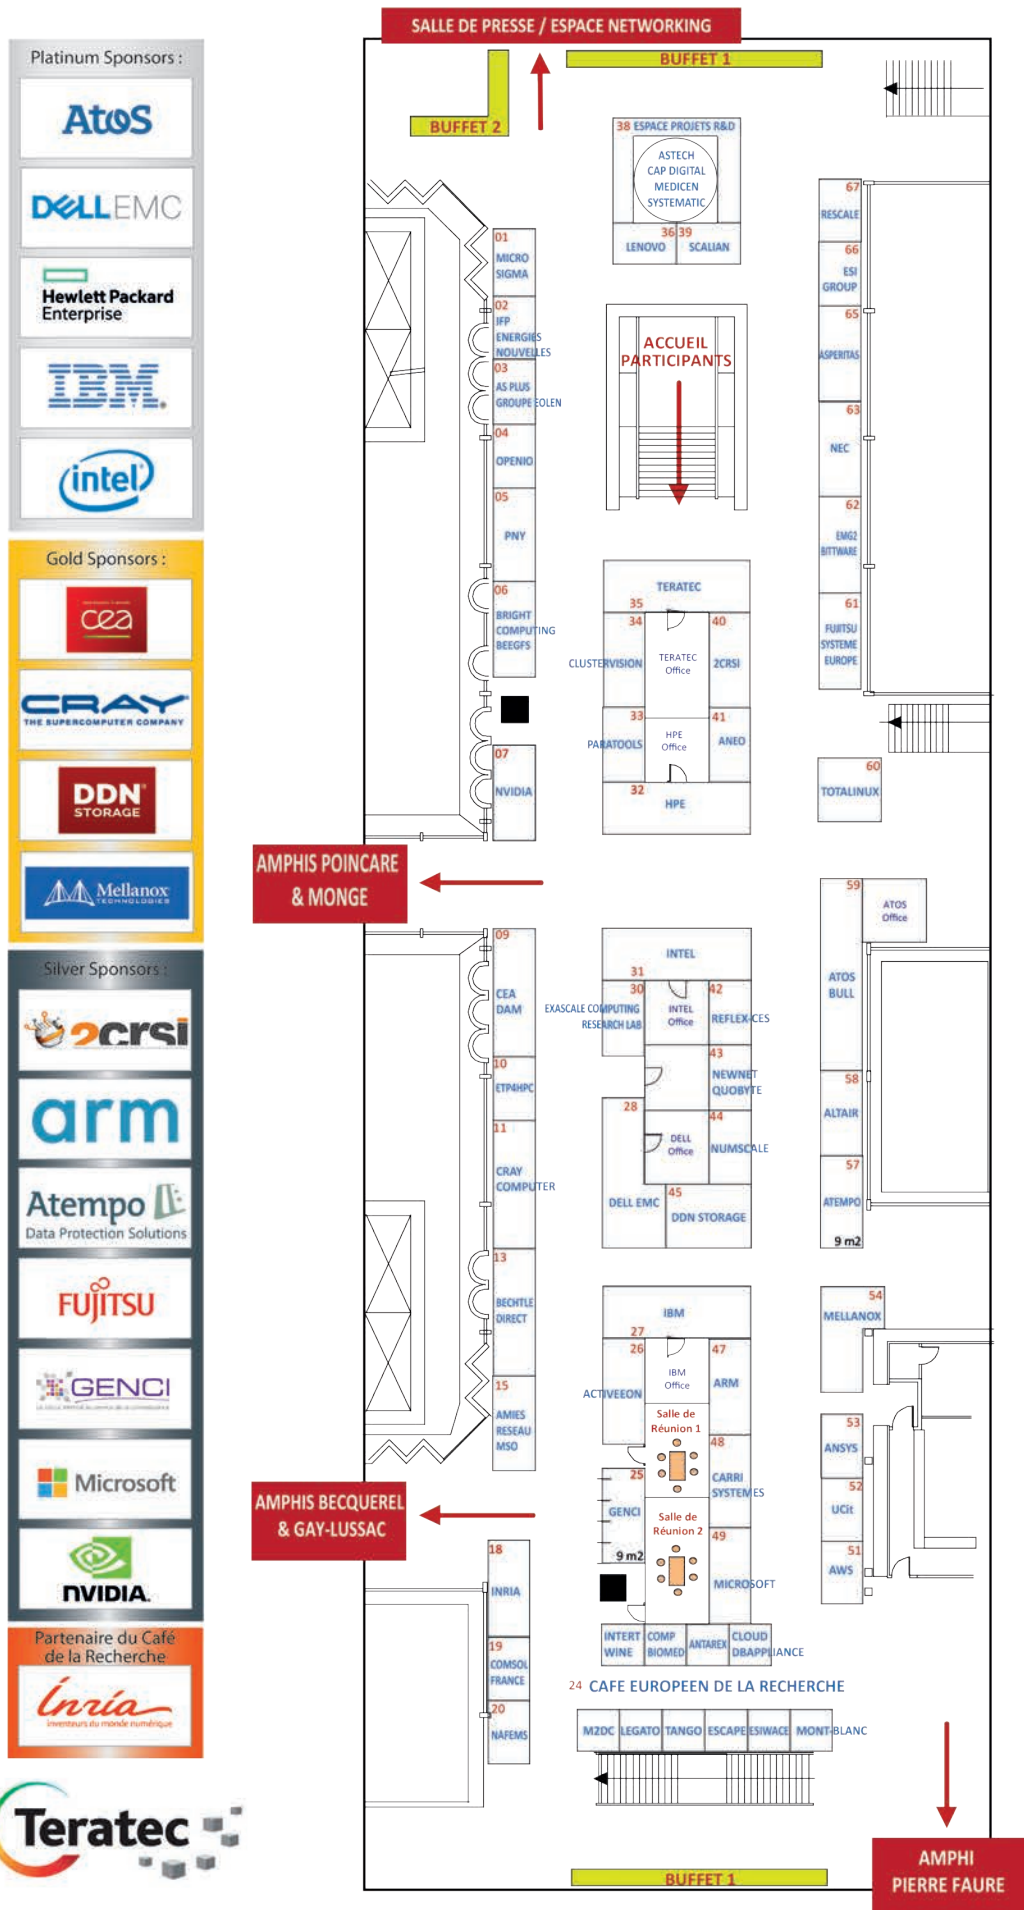 SALLE DE PRESSE / ESPACE NETWORKING
Platinum Sponsors :
Atos
DELLEMC
Hewlett Packard
Enterprise
IBM.
intel
Gold Sponsors :
cea
CRAY
THE SUPERCOMPUTER COMPANY
DDN
STORAGE
Mellanox
TECHNOLOGIES
Silver Sponsors :
2crsi
arm
Atempo
Data Protection Solutions
FUJITSU
GENCI
Microsoft
NVIDIA.
Partenaire du Café
de la Recherche
Inria
inventeurs du monde numérique
Teratec
BUFFET 1
BUFFET 2
38 ESPACE PROJETS R&D
ASTECH
CAP DIGITAL
MEDICEN
SYSTEMATIC
36 39
LENOVO SCALIAN
ACCUEIL
PARTICIPANTS
01
MICRO
SIGMA
02
IFP
ENERGIES
NOUVELLES
03
AS PLUS
GROUPE EOLEN
04
OPENIO
05
PNY
06
BRIGHT
COMPUTING
BEEGFS
07
NVIDIA
AMPHIS POINCARE
& MONGE
09
CEA
DAM
10
ETP4HPC
11
CRAY
COMPUTER
13
BECHTLE
DIRECT
15
AMIES
RESEAU
MSO
AMPHIS BECQUEREL
& GAY-LUSSAC
18
INRIA
19
COMSOL
FRANCE
20
NAFEMS
TERATEC
35
34
CLUSTERVISION
TERATEC
Office
40
2CRSI
33
PARATOOLS
HPE
Office
41
ANEO
32
HPE
INTEL
31
30
EXASCALE COMPUTING
RESEARCH LAB
INTEL
Office
42
REFLEX-CES
43
NEWNET
QUOBYTE
28
DELL
Office
44
NUMSCALE
DELL EMC
45
DDN STORAGE
IBM
27
26
ACTIVEEON
IBM
Office
47
ARM
Salle de
Réunion 1
48
CARRI
SYSTEMES
25
GENCI
9 m2
Salle de
Réunion 2
49
MICROSOFT
INTERT
WINE
COMP
BIOMED
ANTAREX
CLOUD
DBAPPLIANCE
24 CAFE EUROPEEN DE LA RECHERCHE
M2DC LEGATO TANGO ESCAPE ESIWACE MONT-BLANC
BUFFET 1
67
RESCALE
66
ESI
GROUP
65
ASPERITAS
63
NEC
62
EMG2
BITTWARE
61
FUJITSU
SYSTEME
EUROPE
60
TOTALINUX
59
ATOS
Office
ATOS
BULL
58
ALTAIR
57
ATEMPO
9 m2
54
MELLANOX
53
ANSYS
52
UCit
51
AWS
AMPHI
PIERRE FAURE